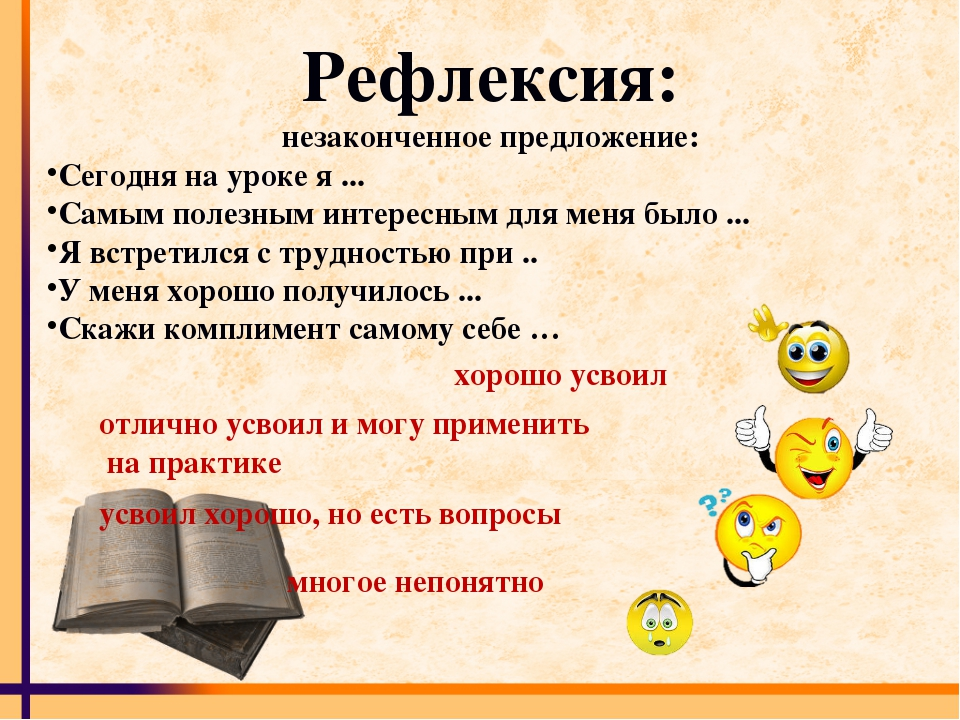 Рефлексия:
незаконченное предложение:
•Сегодня на уроке я ...
•Самым полезным интересным для меня было ...
•Я встретился с трудностью при ..
•У меня хорошо получилось ...
•Скажи комплимент самому себе …
хорошо усвоил
отлично усвоил и могу применить
на практике
усвоил хорошо, но есть вопросы
многое непонятно
??